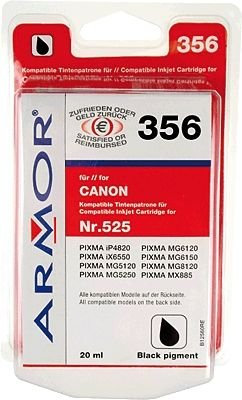 356
Kompatible Tintenpatrone für // Compatible Inkjet Cartridge for
ARMOR
ZUFRIEDEN ODER
GELD ZURÜCK
€
SATISFIED OR
REIMBURSED
356
für // for
CANON
Kompatible Tintenpatrone für
Compatible Inkjet Cartridge for
Nr.525
PIXMA iP4820 PIXMA MG6120
PIXMA iX6550 PIXMA MG6150
PIXMA MG5120 PIXMA MG8120
PIXMA MG5250 PIXMA MX885
Alle kompatiblen Modelle auf der Rückseite.
All compatible models on the back side.
B12560RE
20 ml Black pigment